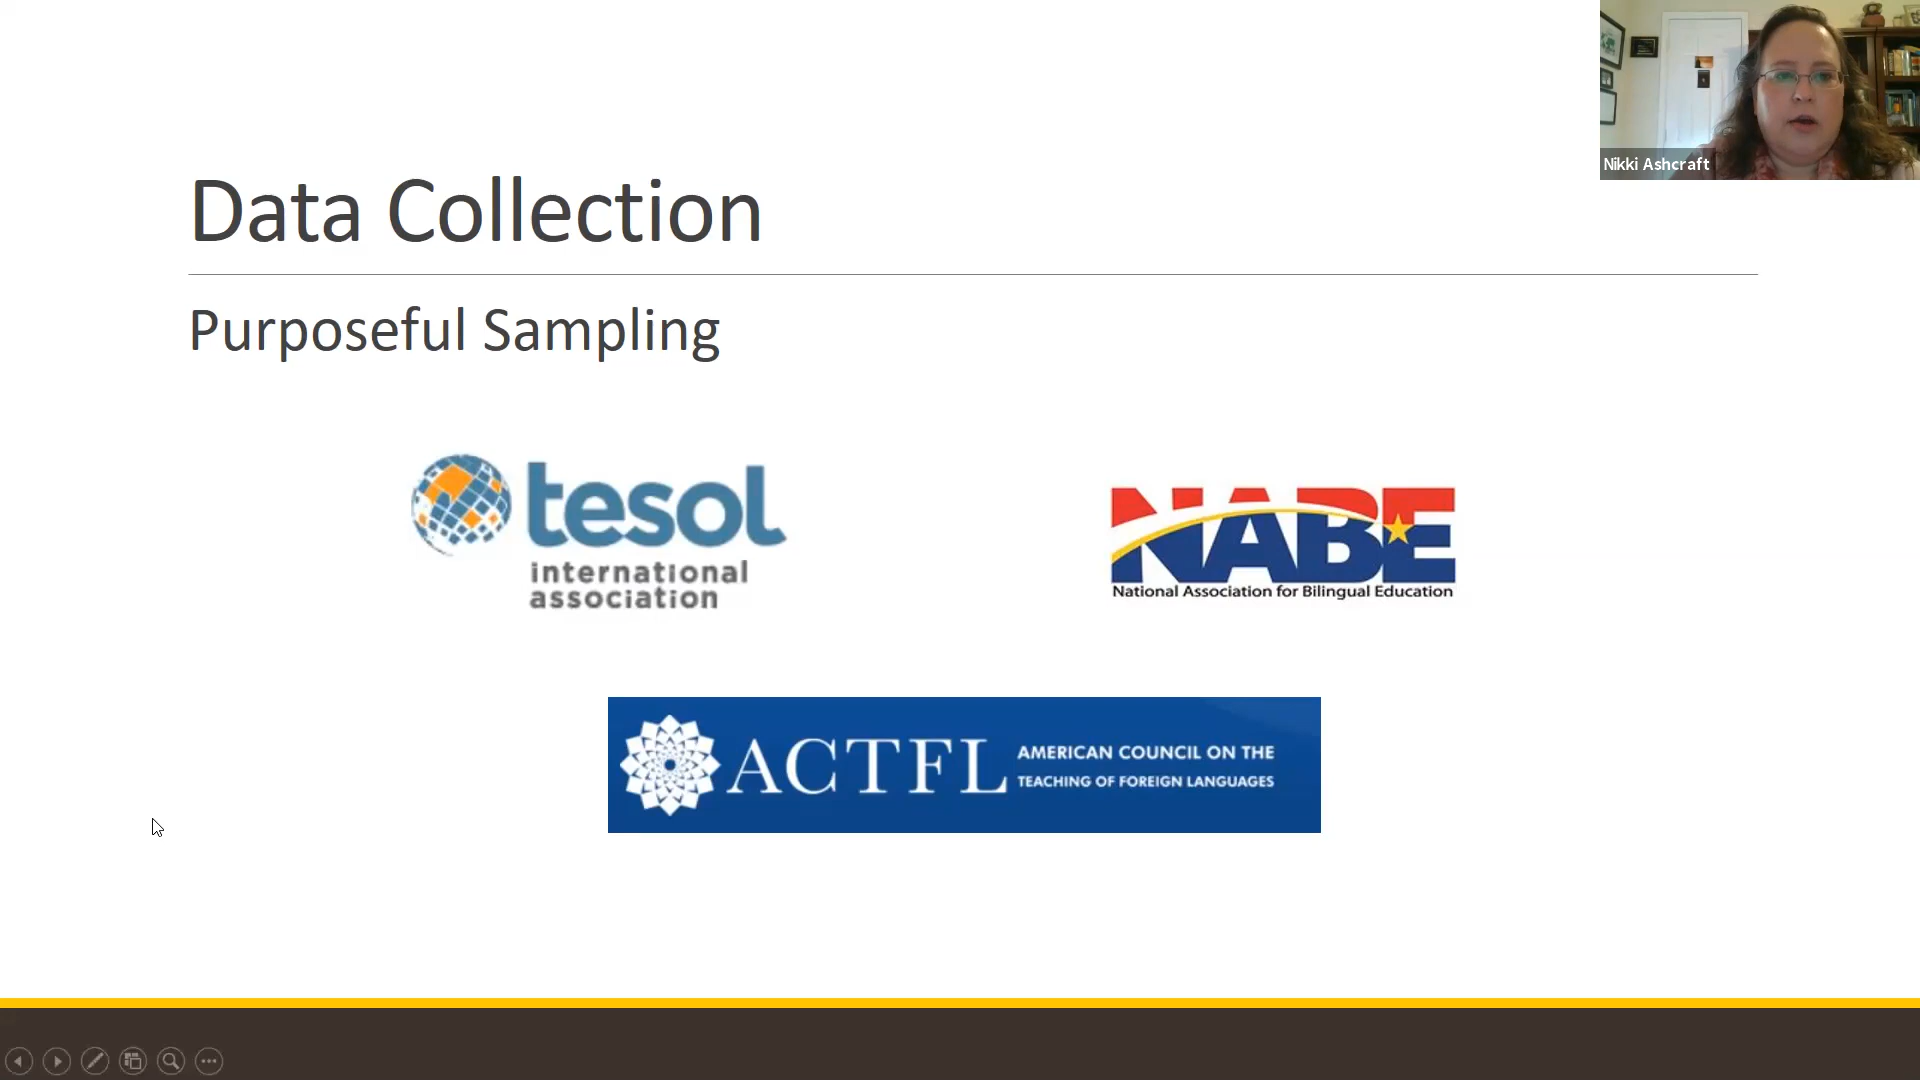 Nikki Ashcraft
Data Collection
Purposeful Sampling
tesol
international
association
NABE
National Association for Bilingual Education
ACTFL
AMERICAN COUNCIL ON THE
TEACHING OF FOREIGN LANGUAGES